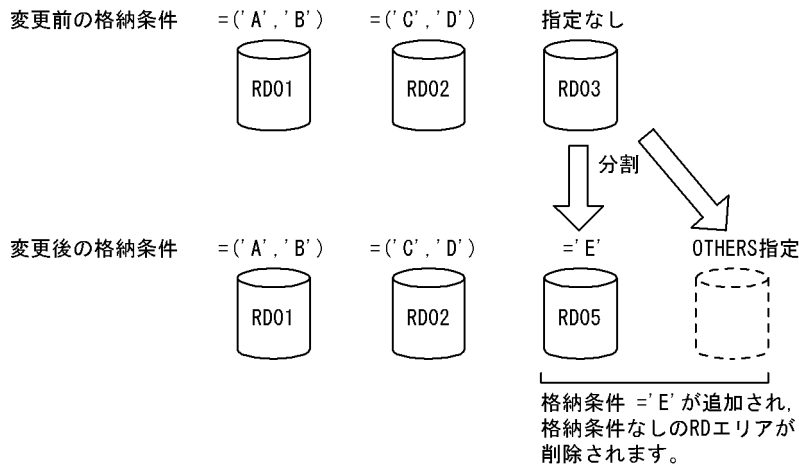 変更前の格納条件 =('A','B') =('C','D') 指定なし
RD01 RD02 RD03
分割
変更後の格納条件 =('A','B') =('C','D') ='E' OTHERS指定
RD01 RD02 RD05
格納条件 ='E'が追加され,
格納条件なしのRDエリアが
削除されます。